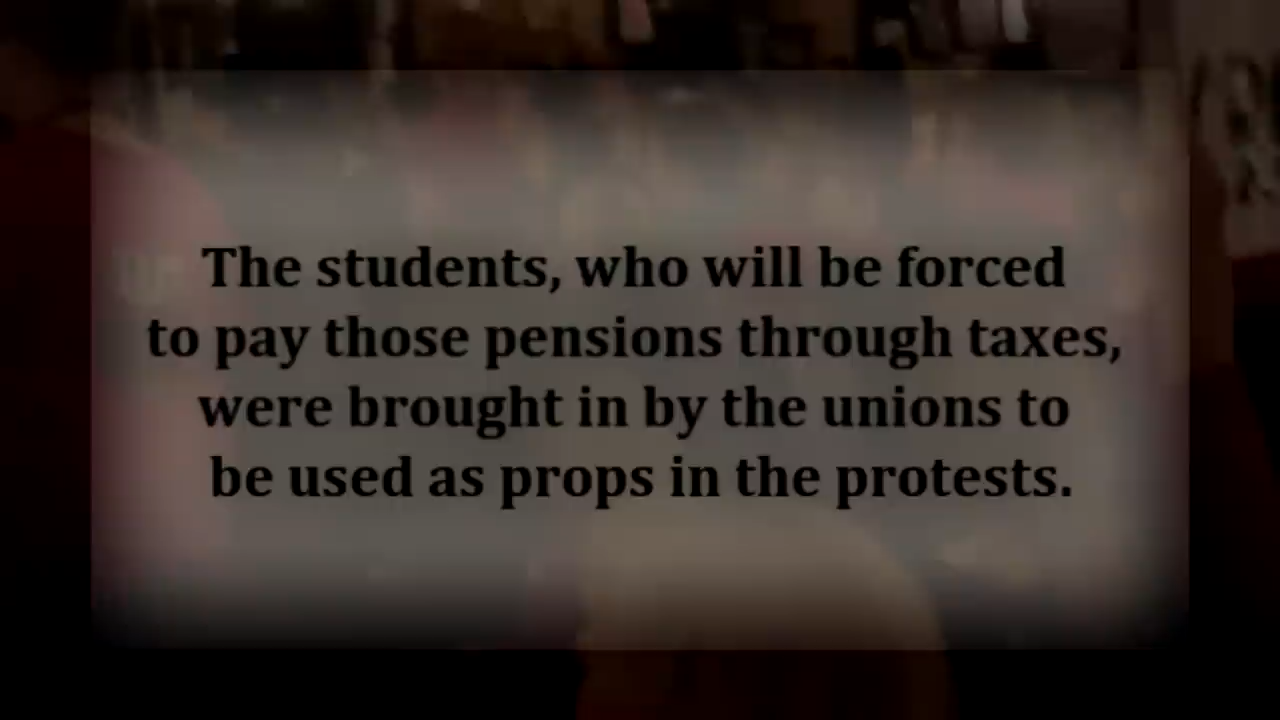 The students, who will be forced
to pay those pensions through taxes,
were brought in by the unions to
be used as props in the protests.